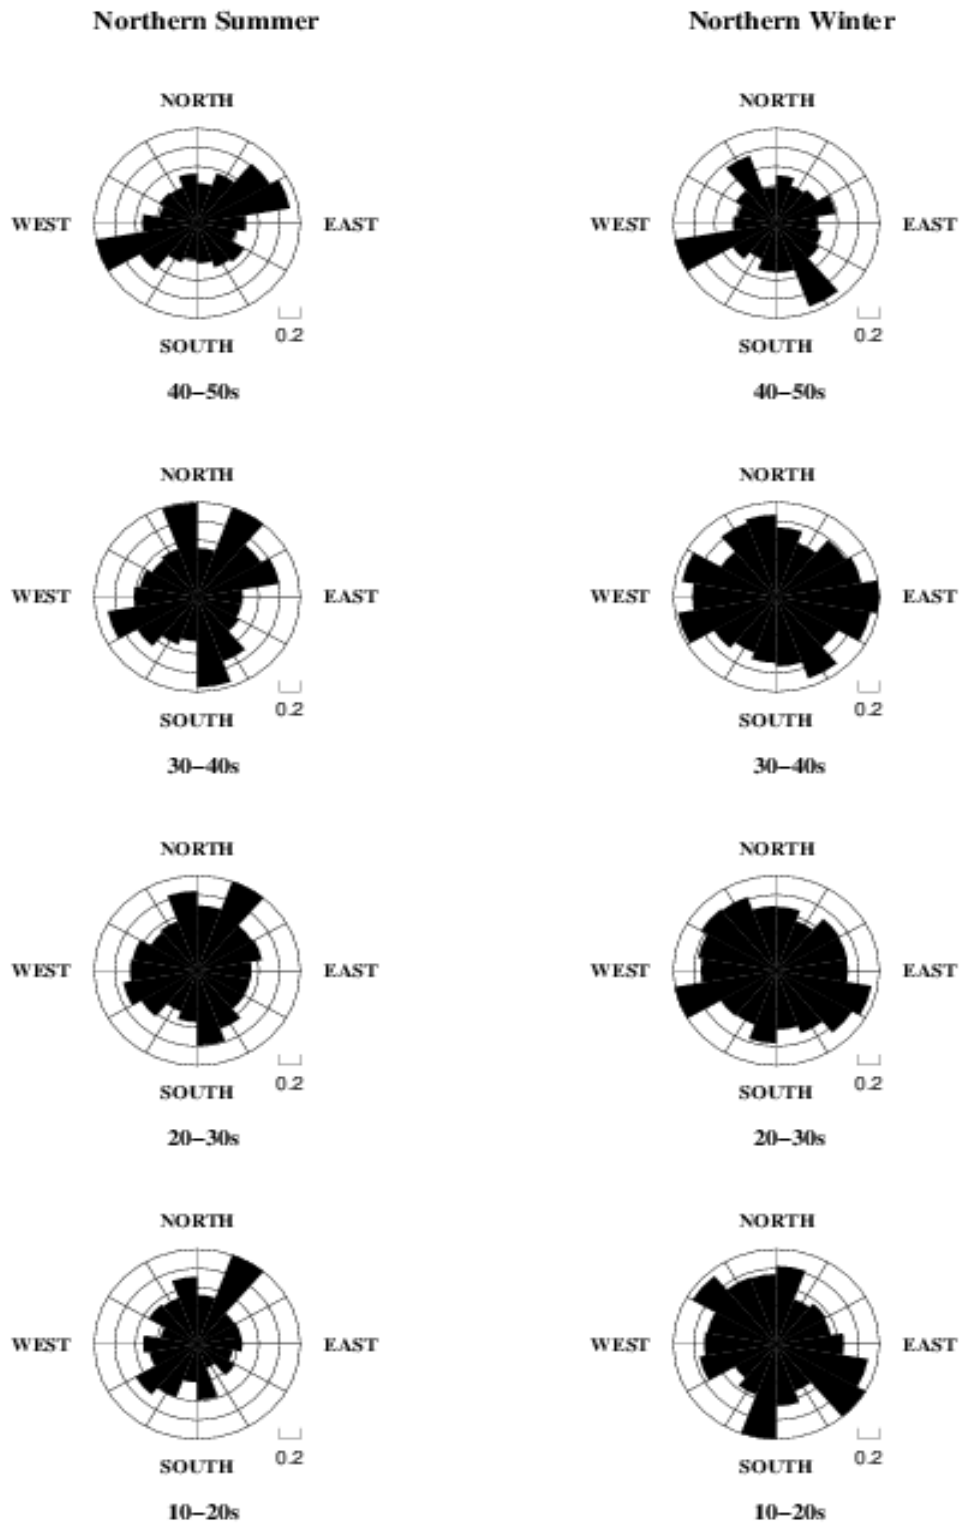 Northern Summer Northern Winter
NORTH NORTH
WEST EAST WEST EAST
0.2 0.2
SOUTH SOUTH
40–50s 40–50s
NORTH NORTH
WEST EAST WEST EAST
0.2 0.2
SOUTH SOUTH
30–40s 30–40s
NORTH NORTH
WEST EAST WEST EAST
0.2 0.2
SOUTH SOUTH
20–30s 20–30s
NORTH NORTH
WEST EAST WEST EAST
0.2 0.2
SOUTH SOUTH
10–20s 10–20s